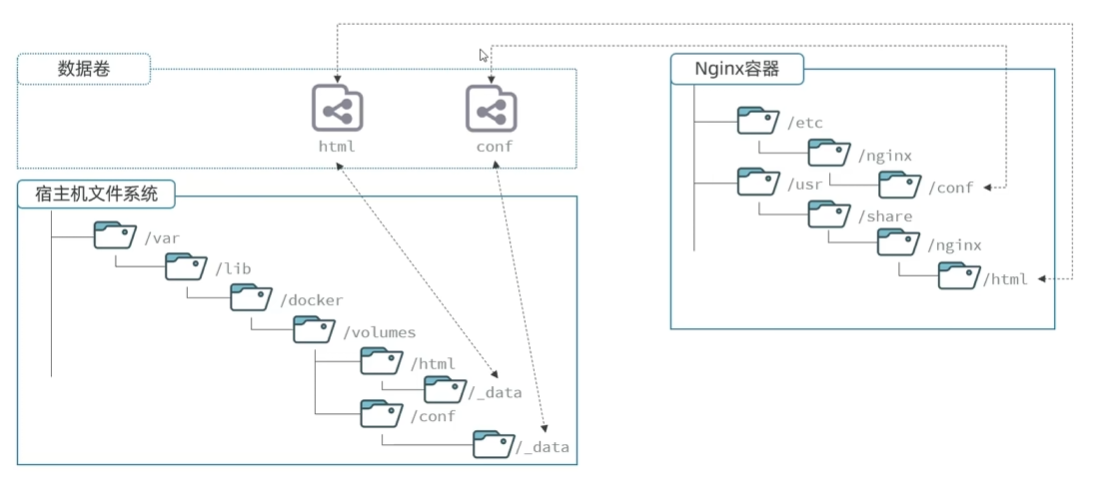 数据卷
html
conf
宿主机文件系统
/var
/lib
/docker
/volumes
/html
/_data
/conf
/_data
Nginx容器
/etc
/nginx
/conf
/usr
/share
/nginx
/html